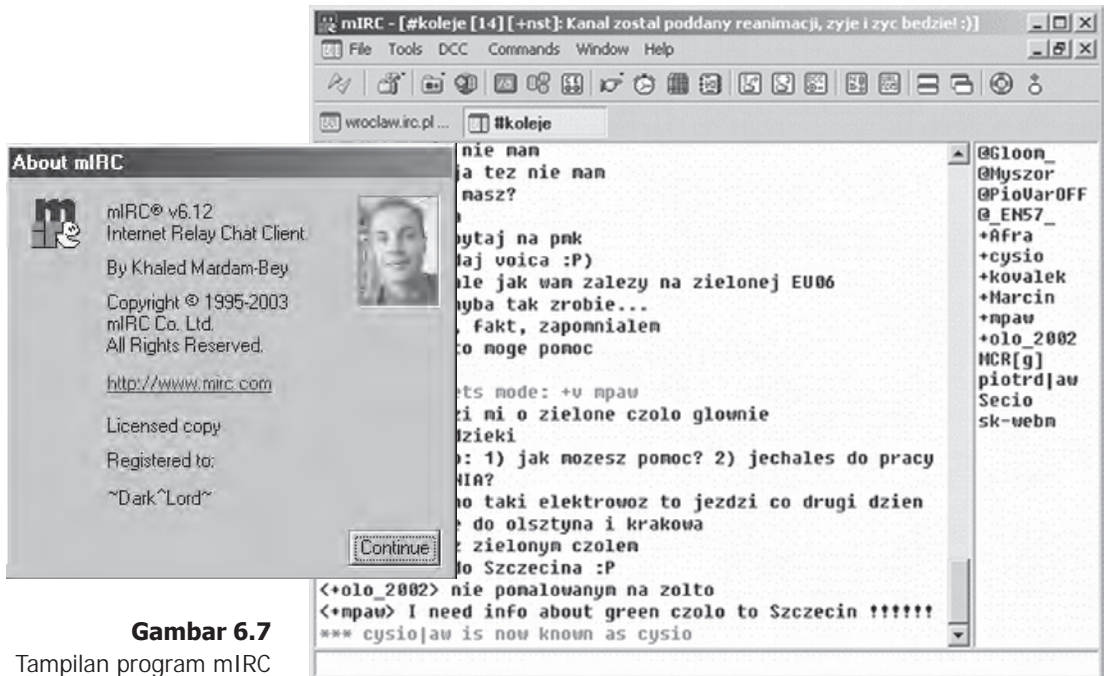 mIRC - [#koleje [14] [+nst]: Kanal zostal poddany reanimacji, zyje i zyc bedzie! :)]
File Tools DCC Commands Window Help
wroclaw.irc.pl ... #koleje
nie mam
ja tez nie mam
masz?
pytaj na pmk
daj voica :P)
ale jak wam zalezy na zielonej EU06
hyba tak zrobie...
, fakt, zapomnialem
to moge pomoc
ets mode: +v mpaw
zi mi o zielone czolo glownie
dzieki
: 1) jak mozesz pomoc? 2) jechales do pracy
NIA?
no taki elektrowoz to jezdzi co drugi dzien
e do olsztyna i krakowa
z zielonym czolem
do Szczecina :P
<+olo_2002> nie pomalowanym na zolto
<+mpaw> I need info about green czolo to Szczecin !!!!!!
*** cysio|aw is now known as cysio
@Gloom_
@Myszor
@PioVarOFF
@_EN57_
+Afra
+cysio
+kovalek
+Marcin
+mpaw
+olo_2002
MCR[g]
piotrd|aw
Secio
sk-webm
About mIRC
mIRC® v6.12
Internet Relay Chat Client
By Khaled Mardam-Bey
Copyright © 1995-2003
mIRC Co. Ltd.
All Rights Reserved.
http://www.mirc.com
Licensed copy
Registered to:
~Dark^Lord~
Continue
Gambar 6.7
Tampilan program mIRC